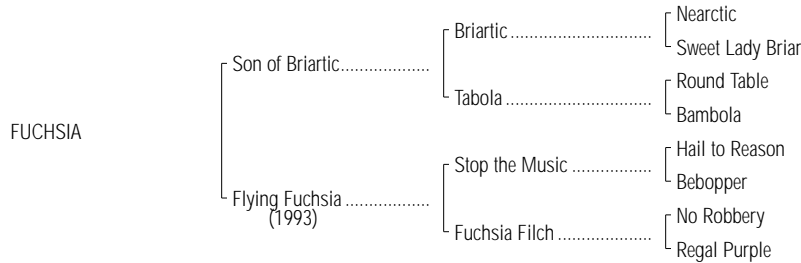 Nearctic
Briartic..............................
Sweet Lady Briar
Son of Briartic...................
Round Table
Tabola ...............................
Bambola
FUCHSIA
Hail to Reason
Stop the Music .................
Bebopper
Flying Fuchsia ..................
(1993)
No Robbery
Fuchsia Filch ....................
Regal Purple